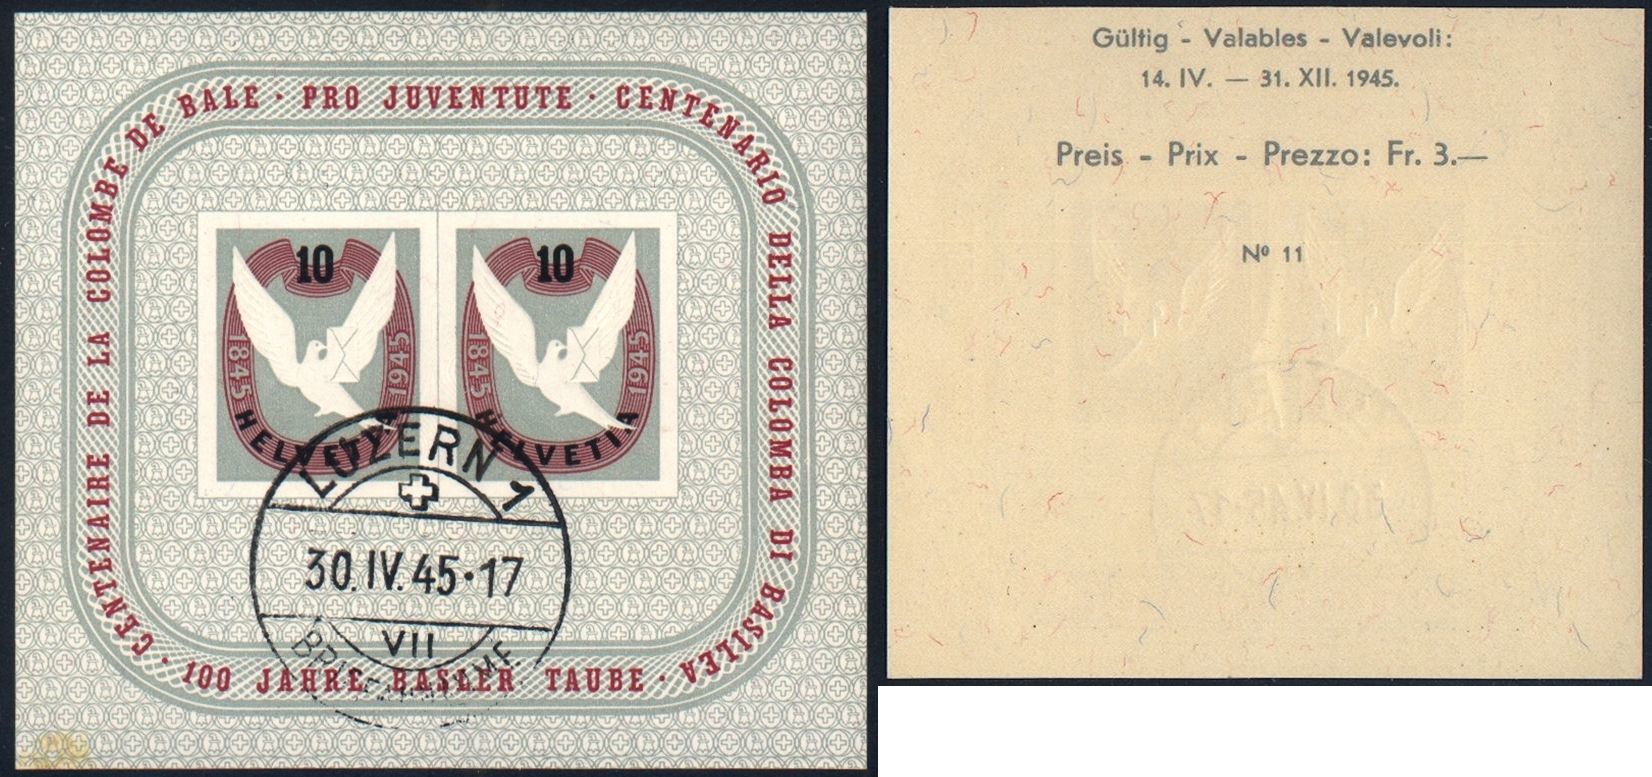 BALE · PRO JUVENTUTE · CENTENARIO DELLA COLOMBA DI BASILEA · 100 JAHRE BASLER TAUBE · CENTENAIRE DE LA COLOMBE DE
10
1845 1945
HELVETIA
10
1845 1945
HELVETIA
LUZERN 1
30.IV.45·17
VII
Gültig - Valables - Valevoli:
14. IV. — 31. XII. 1945.
Preis - Prix - Prezzo: Fr. 3.—
Nº 11